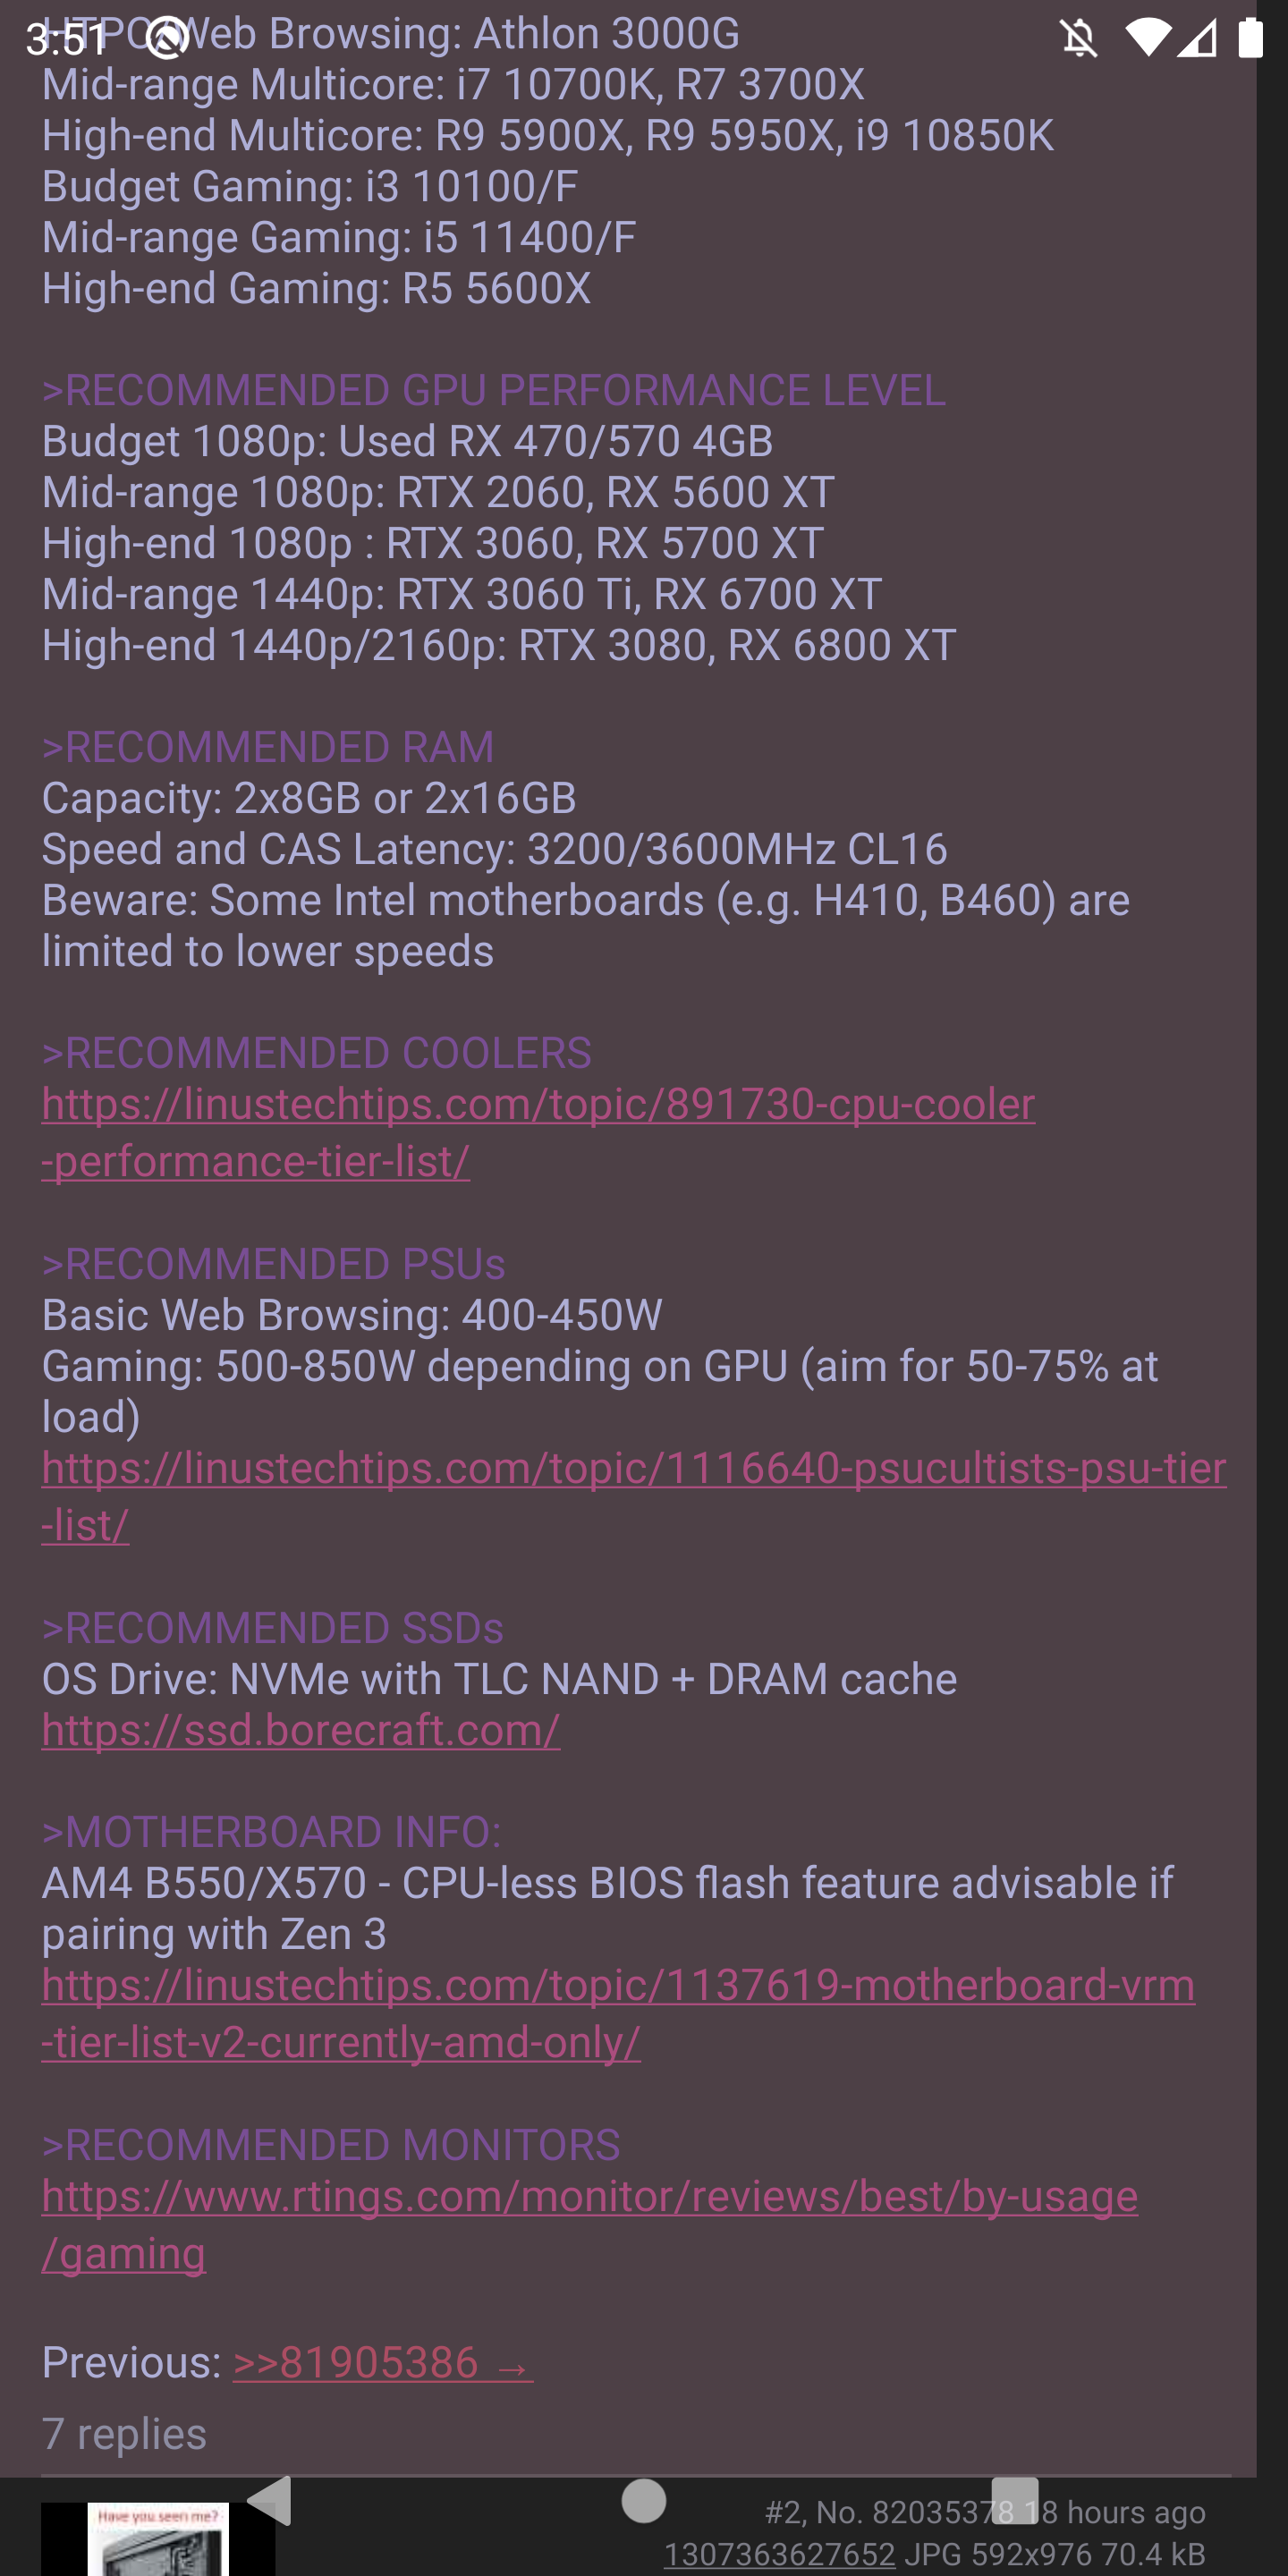 3:51
HTPC/Web Browsing: Athlon 3000G
Mid-range Multicore: i7 10700K, R7 3700X
High-end Multicore: R9 5900X, R9 5950X, i9 10850K
Budget Gaming: i3 10100/F
Mid-range Gaming: i5 11400/F
High-end Gaming: R5 5600X
>RECOMMENDED GPU PERFORMANCE LEVEL
Budget 1080p: Used RX 470/570 4GB
Mid-range 1080p: RTX 2060, RX 5600 XT
High-end 1080p : RTX 3060, RX 5700 XT
Mid-range 1440p: RTX 3060 Ti, RX 6700 XT
High-end 1440p/2160p: RTX 3080, RX 6800 XT
>RECOMMENDED RAM
Capacity: 2x8GB or 2x16GB
Speed and CAS Latency: 3200/3600MHz CL16
Beware: Some Intel motherboards (e.g. H410, B460) are
limited to lower speeds
>RECOMMENDED COOLERS
https://linustechtips.com/topic/891730-cpu-cooler
-performance-tier-list/
>RECOMMENDED PSUs
Basic Web Browsing: 400-450W
Gaming: 500-850W depending on GPU (aim for 50-75% at
load)
https://linustechtips.com/topic/1116640-psucultists-psu-tier
-list/
>RECOMMENDED SSDs
OS Drive: NVMe with TLC NAND + DRAM cache
https://ssd.borecraft.com/
>MOTHERBOARD INFO:
AM4 B550/X570 - CPU-less BIOS flash feature advisable if
pairing with Zen 3
https://linustechtips.com/topic/1137619-motherboard-vrm
-tier-list-v2-currently-amd-only/
>RECOMMENDED MONITORS
https://www.rtings.com/monitor/reviews/best/by-usage
/gaming
Previous: >>81905386 →
7 replies
Have you seen me?
#2, No. 82035378 18 hours ago
1307363627652 JPG 592x976 70.4 kB